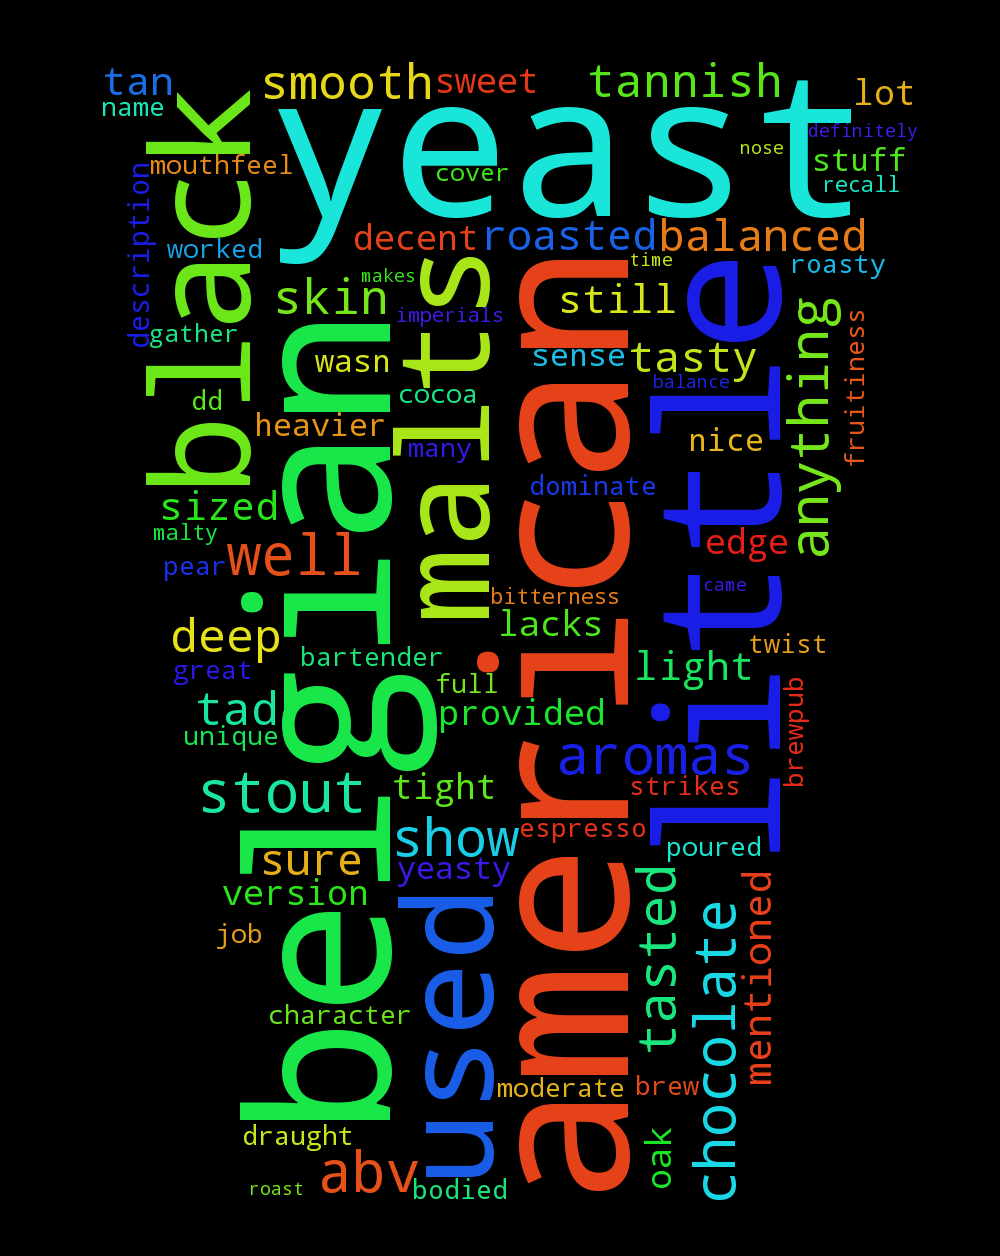 tan
smooth
sweet
tannish
lot
name
black
yeast
definitely
nose
mouthfeel
cover
stuff
recall
description
worked
decent
roasted
balanced
time
roasty
makes
skin
malts
imperials
still
little
anything
fruitiness
gather
belgian
american
wasn
sense
tasty
dd
cocoa
balance
heavier
many
nice
sized
dominate
malty
well
edge
pear
bitterness
came
deep
lacks
bartender
twist
great
full
light
tad
provided
brewpub
unique
aromas
stout
tight
strikes
show
espresso
sure
yeasty
poured
version
used
tasted
chocolate
mentioned
job
character
moderate
brew
draught
oak
abv
roast
bodied